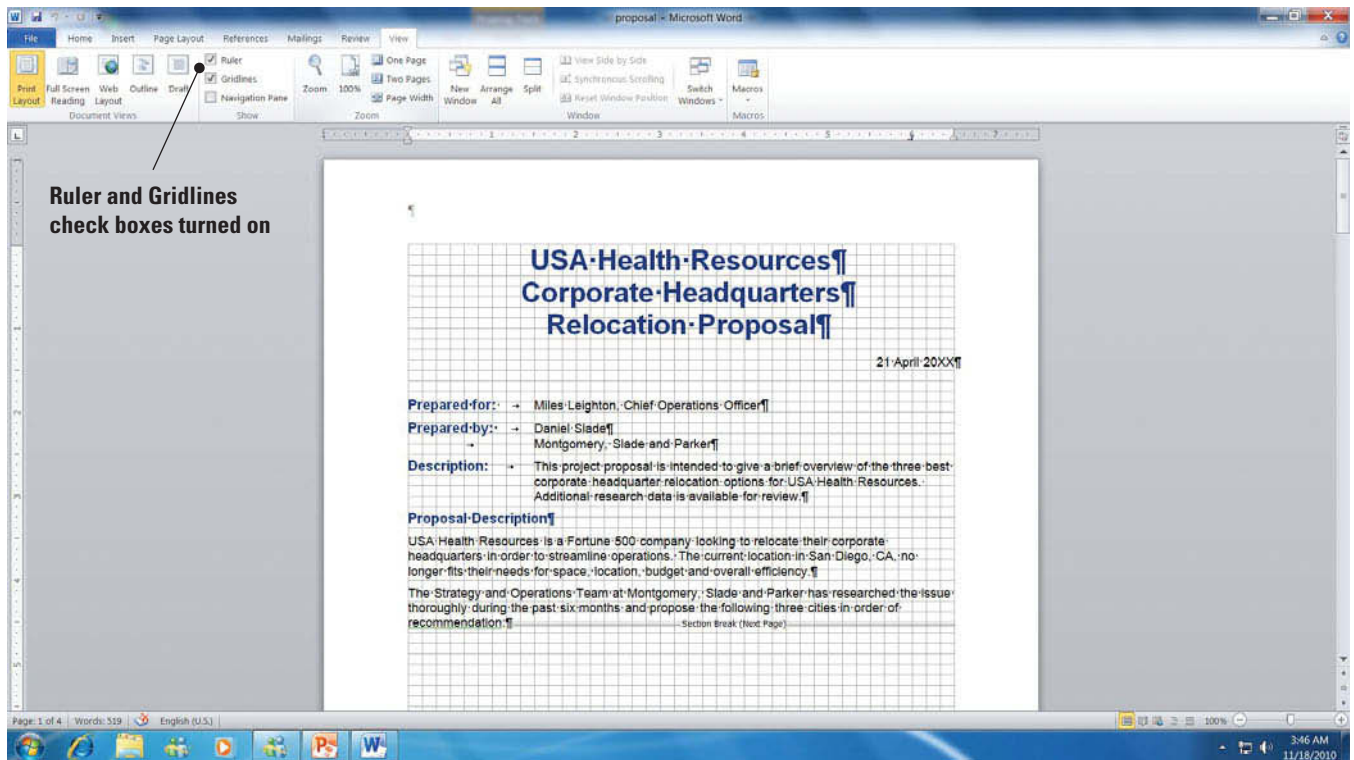 proposal - Microsoft Word
File Home Insert Page Layout References Mailings Review View
Ruler
Gridlines
Navigation Pane
Print Layout
Full Screen Reading
Web Layout
Outline
Draft
Document Views
Show
Zoom
100%
One Page
Two Pages
Page Width
Zoom
New Window
Arrange All
Split
View Side by Side
Synchronous Scrolling
Reset Window Position
Switch Windows
Window
Macros
Macros
1 2 3 4 5 6 7
Ruler and Gridlines
check boxes turned on
¶
USA·Health·Resources¶
Corporate·Headquarters¶
Relocation·Proposal¶
21·April·20XX¶
Prepared·for:· → Miles·Leighton,·Chief·Operations·Officer¶
Prepared·by:· → Daniel·Slade¶
→ Montgomery,·Slade·and·Parker¶
Description: → This·project·proposal·is·intended·to·give·a·brief·overview·of·the·three·best·
corporate·headquarter·relocation·options·for·USA·Health·Resources.·
Additional·research·data·is·available·for·review.¶
Proposal·Description¶
USA·Health·Resources·is·a·Fortune·500·company·looking·to·relocate·their·corporate·
headquarters·in·order·to·streamline·operations.·The·current·location·in·San·Diego,·CA,·no·
longer·fits·their·needs·for·space,·location,·budget·and·overall·efficiency.¶
The·Strategy·and·Operations·Team·at·Montgomery,·Slade·and·Parker·has·researched·the·issue·
thoroughly·during·the·past·six·months·and·propose·the·following·three·cities·in·order·of·
recommendation:¶ Section Break (Next Page)
Page: 1 of 4 Words: 519 English (U.S.) 100%
3:46 AM
11/18/2010